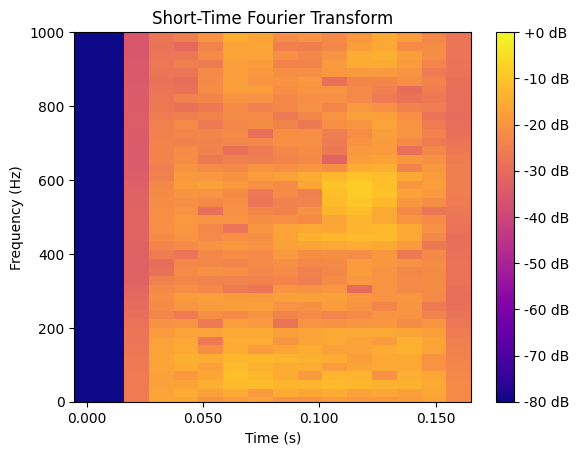 Short-Time Fourier Transform
Frequency (Hz)
1000
800
600
400
200
0
0.000
0.050
0.100
0.150
Time (s)
+0 dB
-10 dB
-20 dB
-30 dB
-40 dB
-50 dB
-60 dB
-70 dB
-80 dB